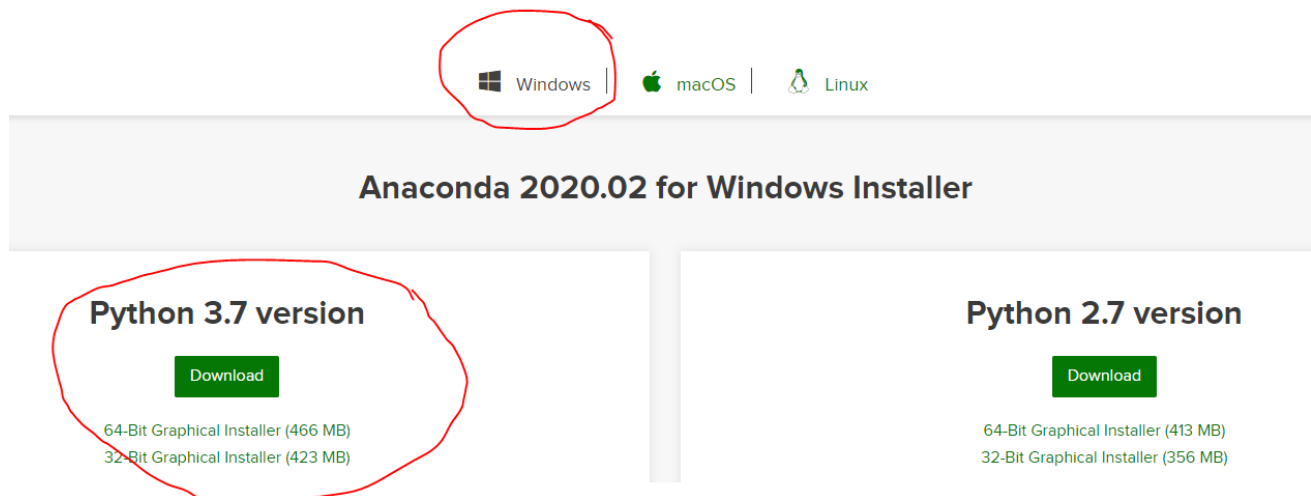 Windows macOS Linux
Anaconda 2020.02 for Windows Installer
Python 3.7 version
Download
64-Bit Graphical Installer (466 MB)
32-Bit Graphical Installer (423 MB)
Python 2.7 version
Download
64-Bit Graphical Installer (413 MB)
32-Bit Graphical Installer (356 MB)